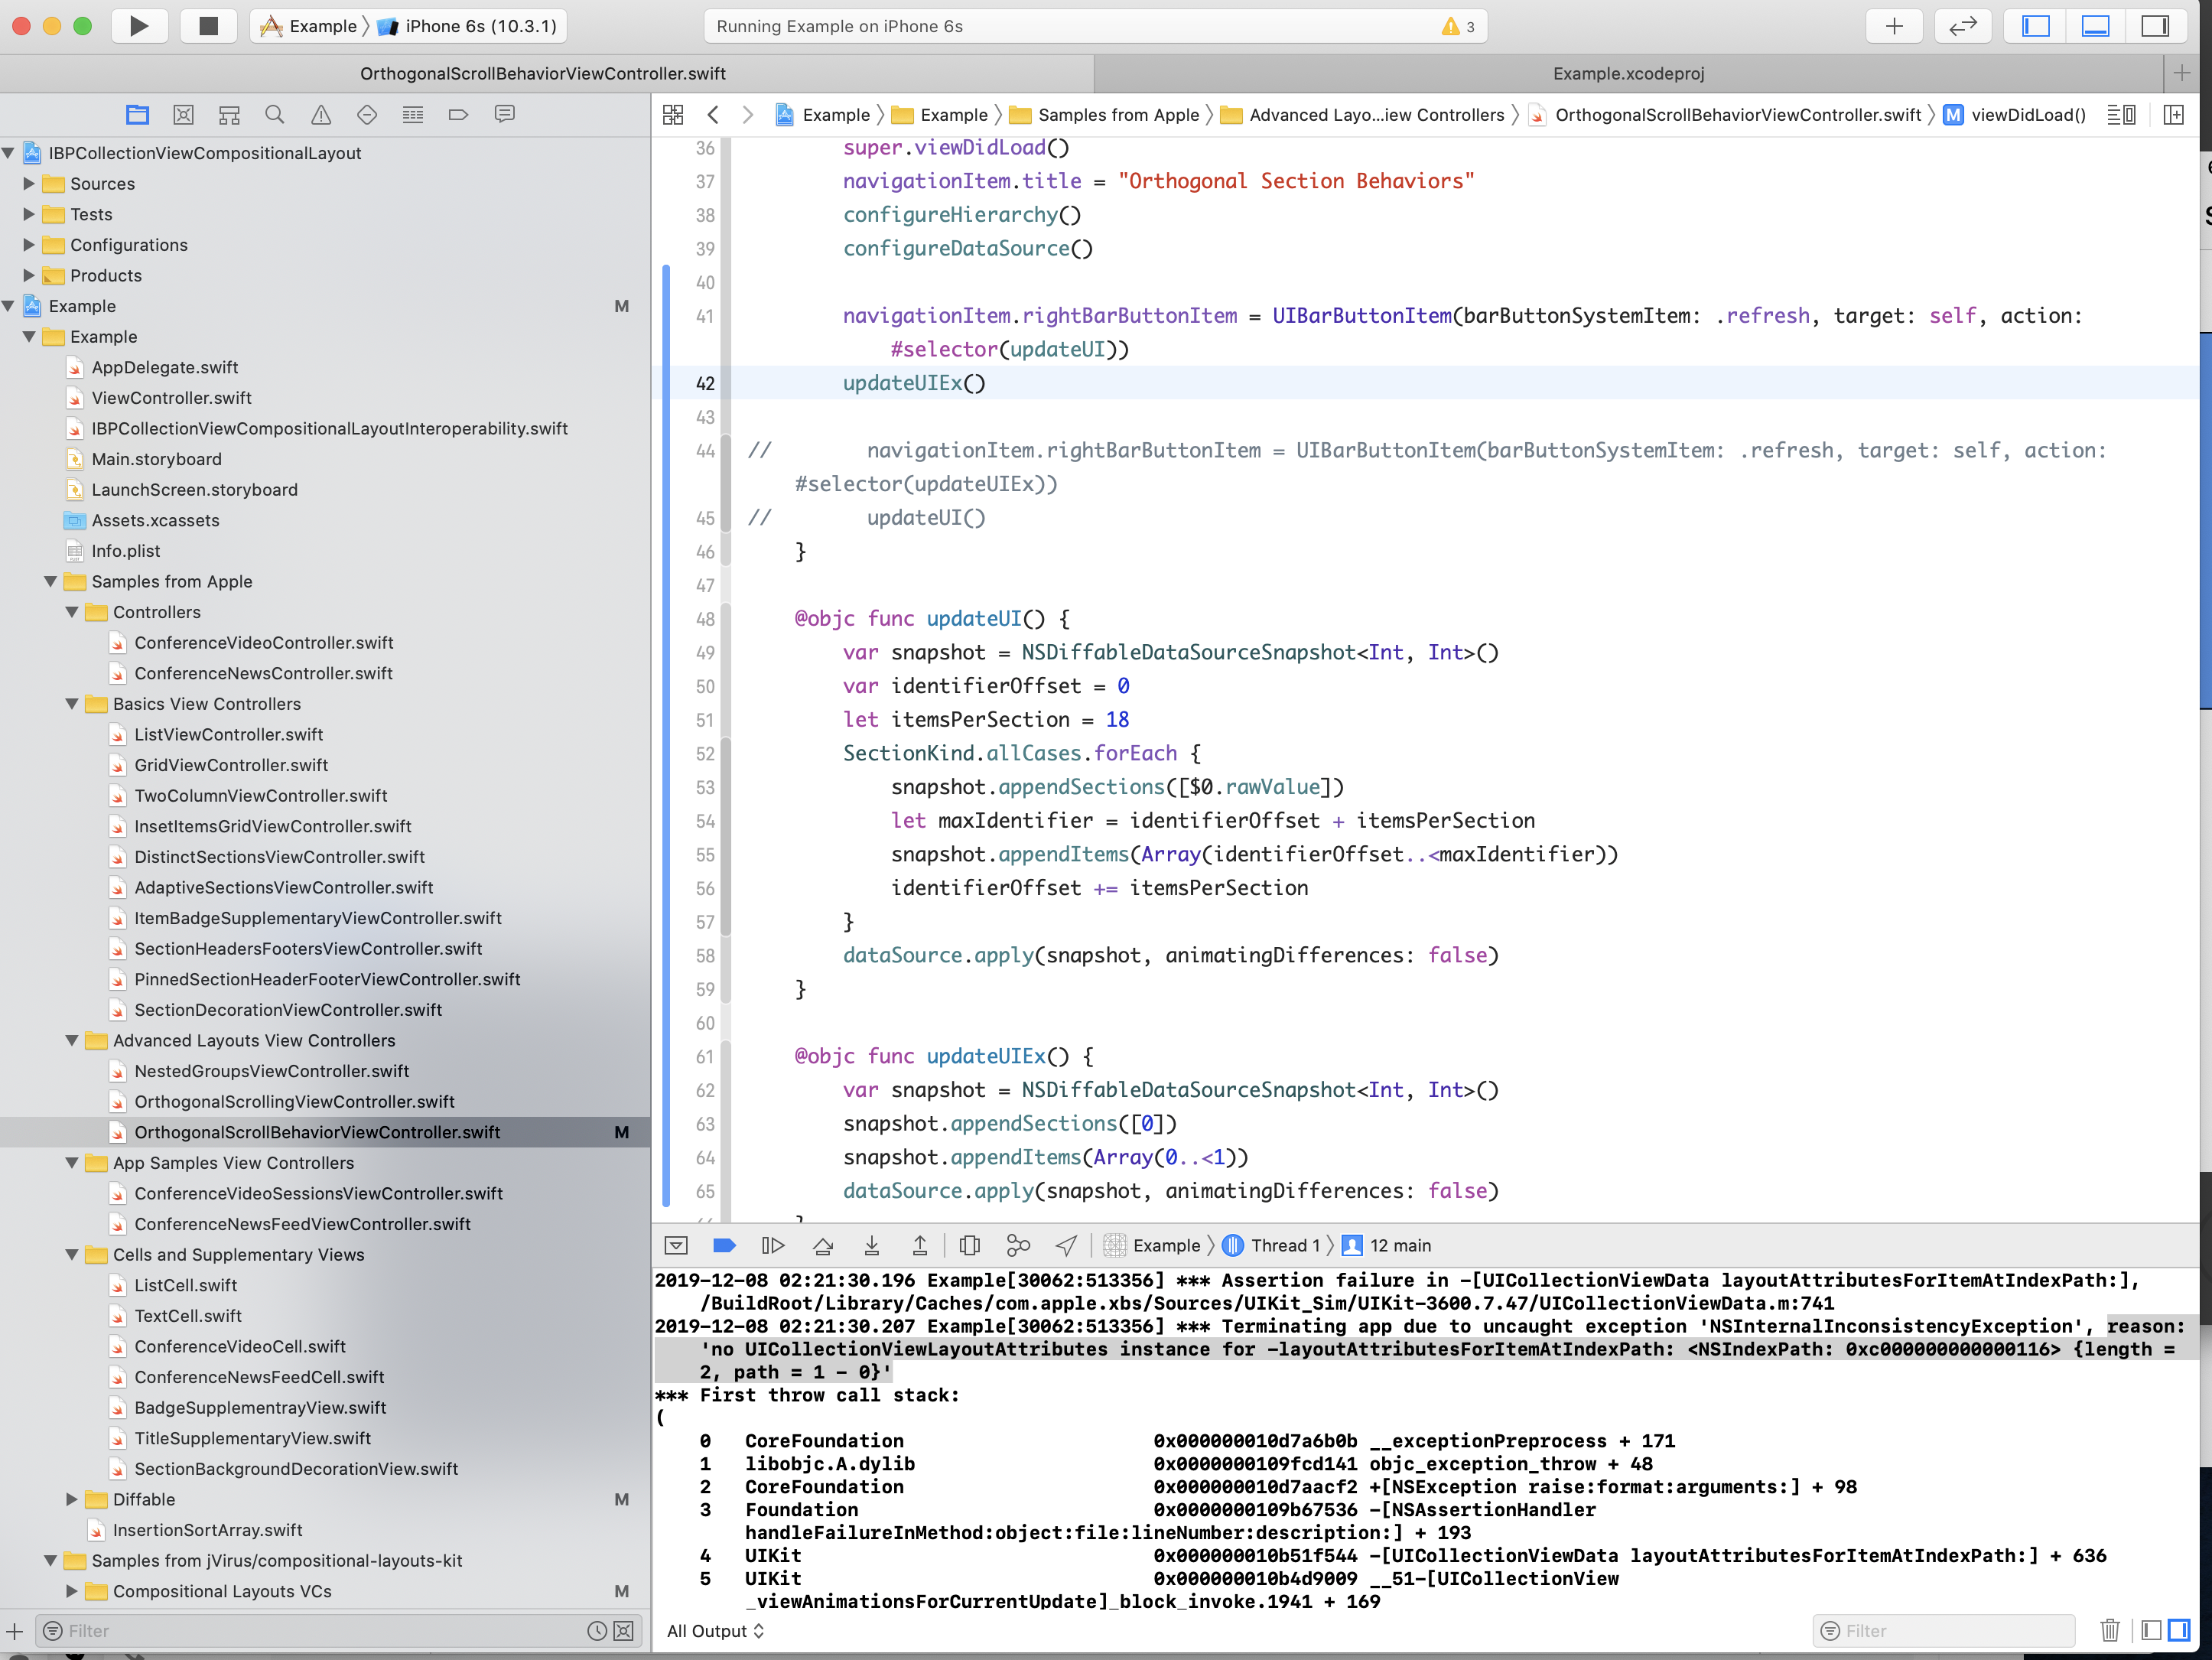 Example
iPhone 6s (10.3.1)
Running Example on iPhone 6s
3
OrthogonalScrollBehaviorViewController.swift
Example.xcodeproj
Example
Example
Samples from Apple
Advanced Layo...iew Controllers
OrthogonalScrollBehaviorViewController.swift
M
viewDidLoad()
IBPCollectionViewCompositionalLayout
Sources
Tests
Configurations
Products
Example M
Example
AppDelegate.swift
ViewController.swift
IBPCollectionViewCompositionalLayoutInteroperability.swift
Main.storyboard
LaunchScreen.storyboard
Assets.xcassets
Info.plist
Samples from Apple
Controllers
ConferenceVideoController.swift
ConferenceNewsController.swift
Basics View Controllers
ListViewController.swift
GridViewController.swift
TwoColumnViewController.swift
InsetItemsGridViewController.swift
DistinctSectionsViewController.swift
AdaptiveSectionsViewController.swift
ItemBadgeSupplementaryViewController.swift
SectionHeadersFootersViewController.swift
PinnedSectionHeaderFooterViewController.swift
SectionDecorationViewController.swift
Advanced Layouts View Controllers
NestedGroupsViewController.swift
OrthogonalScrollingViewController.swift
OrthogonalScrollBehaviorViewController.swift M
App Samples View Controllers
ConferenceVideoSessionsViewController.swift
ConferenceNewsFeedViewController.swift
Cells and Supplementary Views
ListCell.swift
TextCell.swift
ConferenceVideoCell.swift
ConferenceNewsFeedCell.swift
BadgeSupplementrayView.swift
TitleSupplementaryView.swift
SectionBackgroundDecorationView.swift
Diffable M
InsertionSortArray.swift
Samples from jVirus/compositional-layouts-kit
Compositional Layouts VCs M
Filter
36 super.viewDidLoad()
37 navigationItem.title = "Orthogonal Section Behaviors"
38 configureHierarchy()
39 configureDataSource()
40
41 navigationItem.rightBarButtonItem = UIBarButtonItem(barButtonSystemItem: .refresh, target: self, action:
#selector(updateUI))
42 updateUIEx()
43
44 // navigationItem.rightBarButtonItem = UIBarButtonItem(barButtonSystemItem: .refresh, target: self, action:
#selector(updateUIEx))
45 // updateUI()
46 }
47
48 @objc func updateUI() {
49 var snapshot = NSDiffableDataSourceSnapshot<Int, Int>()
50 var identifierOffset = 0
51 let itemsPerSection = 18
52 SectionKind.allCases.forEach {
53 snapshot.appendSections([$0.rawValue])
54 let maxIdentifier = identifierOffset + itemsPerSection
55 snapshot.appendItems(Array(identifierOffset..<maxIdentifier))
56 identifierOffset += itemsPerSection
57 }
58 dataSource.apply(snapshot, animatingDifferences: false)
59 }
60
61 @objc func updateUIEx() {
62 var snapshot = NSDiffableDataSourceSnapshot<Int, Int>()
63 snapshot.appendSections([0])
64 snapshot.appendItems(Array(0..<1))
65 dataSource.apply(snapshot, animatingDifferences: false)
Example
Thread 1
12 main
2019-12-08 02:21:30.196 Example[30062:513356] *** Assertion failure in -[UICollectionViewData layoutAttributesForItemAtIndexPath:],
/BuildRoot/Library/Caches/com.apple.xbs/Sources/UIKit_Sim/UIKit-3600.7.47/UICollectionViewData.m:741
2019-12-08 02:21:30.207 Example[30062:513356] *** Terminating app due to uncaught exception 'NSInternalInconsistencyException', reason:
'no UICollectionViewLayoutAttributes instance for -layoutAttributesForItemAtIndexPath: <NSIndexPath: 0xc000000000000116> {length =
2, path = 1 - 0}'
*** First throw call stack:
(
0 CoreFoundation 0x000000010d7a6b0b __exceptionPreprocess + 171
1 libobjc.A.dylib 0x0000000109fcd141 objc_exception_throw + 48
2 CoreFoundation 0x000000010d7aacf2 +[NSException raise:format:arguments:] + 98
3 Foundation 0x0000000109b67536 -[NSAssertionHandler
handleFailureInMethod:object:file:lineNumber:description:] + 193
4 UIKit 0x000000010b51f544 -[UICollectionViewData layoutAttributesForItemAtIndexPath:] + 636
5 UIKit 0x000000010b4d9009 __51-[UICollectionView
_viewAnimationsForCurrentUpdate]_block_invoke.1941 + 169
All Output
Filter